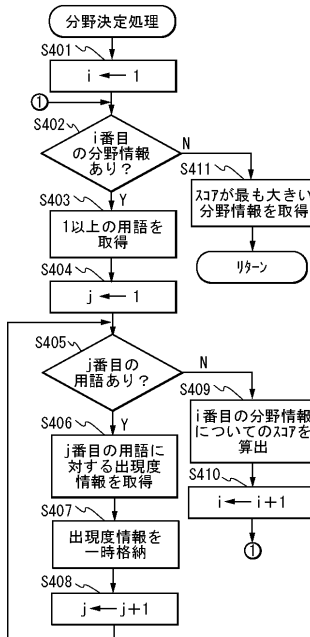 分野決定処理
S401
i ← 1
①
S402
i番目
の分野情報
あり？
N
Y
S411
ｽｺｱが最も大きい
分野情報を取得
ﾘﾀｰﾝ
S403
1以上の用語を
取得
S404
j ← 1
S405
j番目の
用語あり？
N
Y
S406
j番目の用語に
対する出現度
情報を取得
S407
出現度情報を
一時格納
S408
j←j+1
S409
i番目の分野情報
についてのｽｺｱを
算出
S410
i←i+1
①